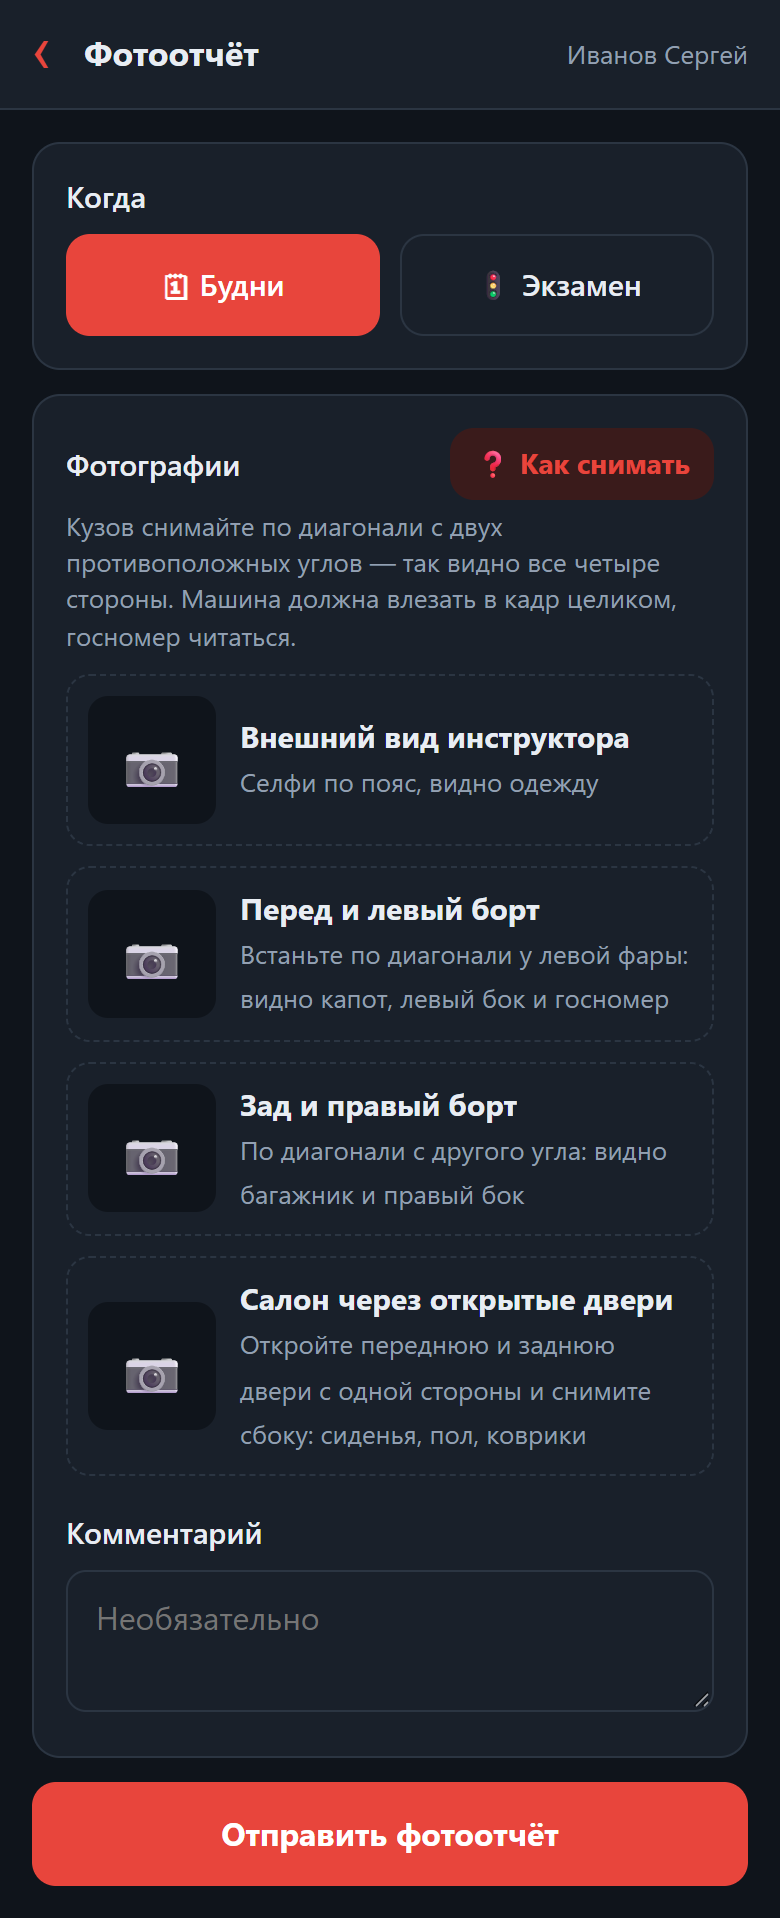 Фотоотчёт
Иванов Сергей
Когда
Будни
Экзамен
Фотографии
Как снимать
Кузов снимайте по диагонали с двух
противоположных углов — так видно все четыре
стороны. Машина должна влезать в кадр целиком,
госномер читаться.
Внешний вид инструктора
Селфи по пояс, видно одежду
Перед и левый борт
Встаньте по диагонали у левой фары:
видно капот, левый бок и госномер
Зад и правый борт
По диагонали с другого угла: видно
багажник и правый бок
Салон через открытые двери
Откройте переднюю и заднюю
двери с одной стороны и снимите
сбоку: сиденья, пол, коврики
Комментарий
Необязательно
Отправить фотоотчёт